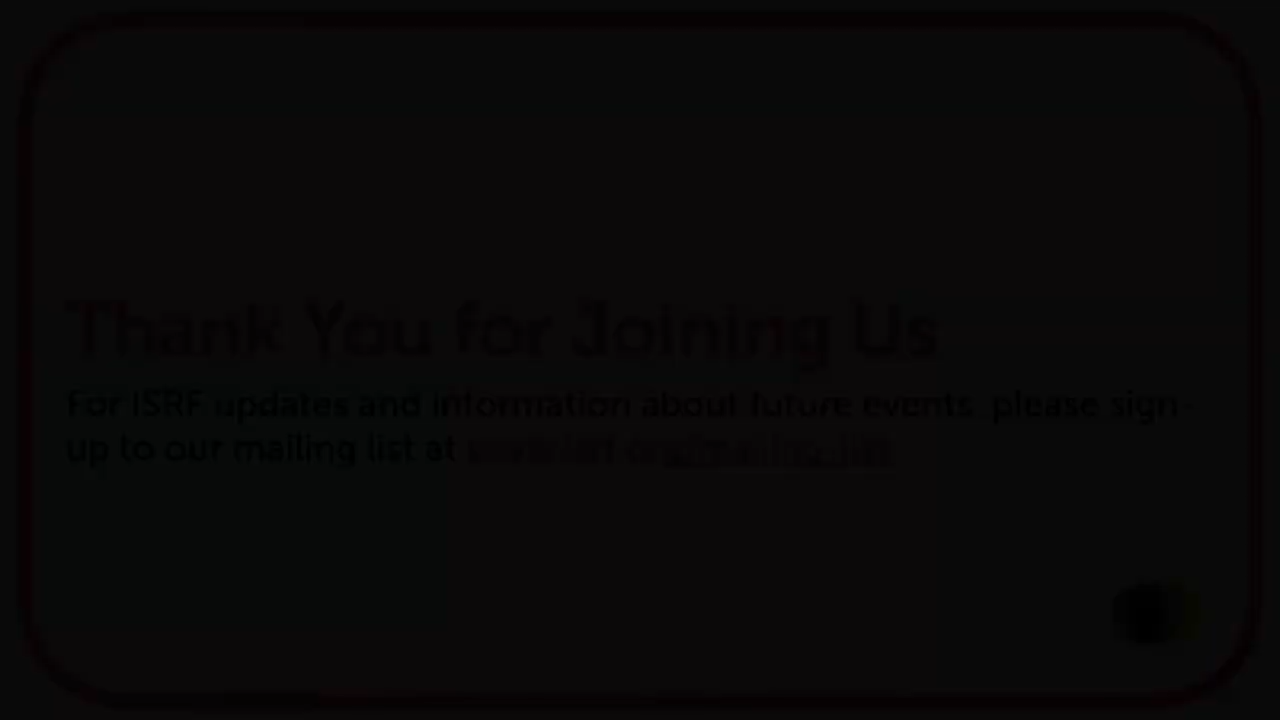 Thank You for Joining Us
For ISRF updates and information about future events, please sign-
up to our mailing list at